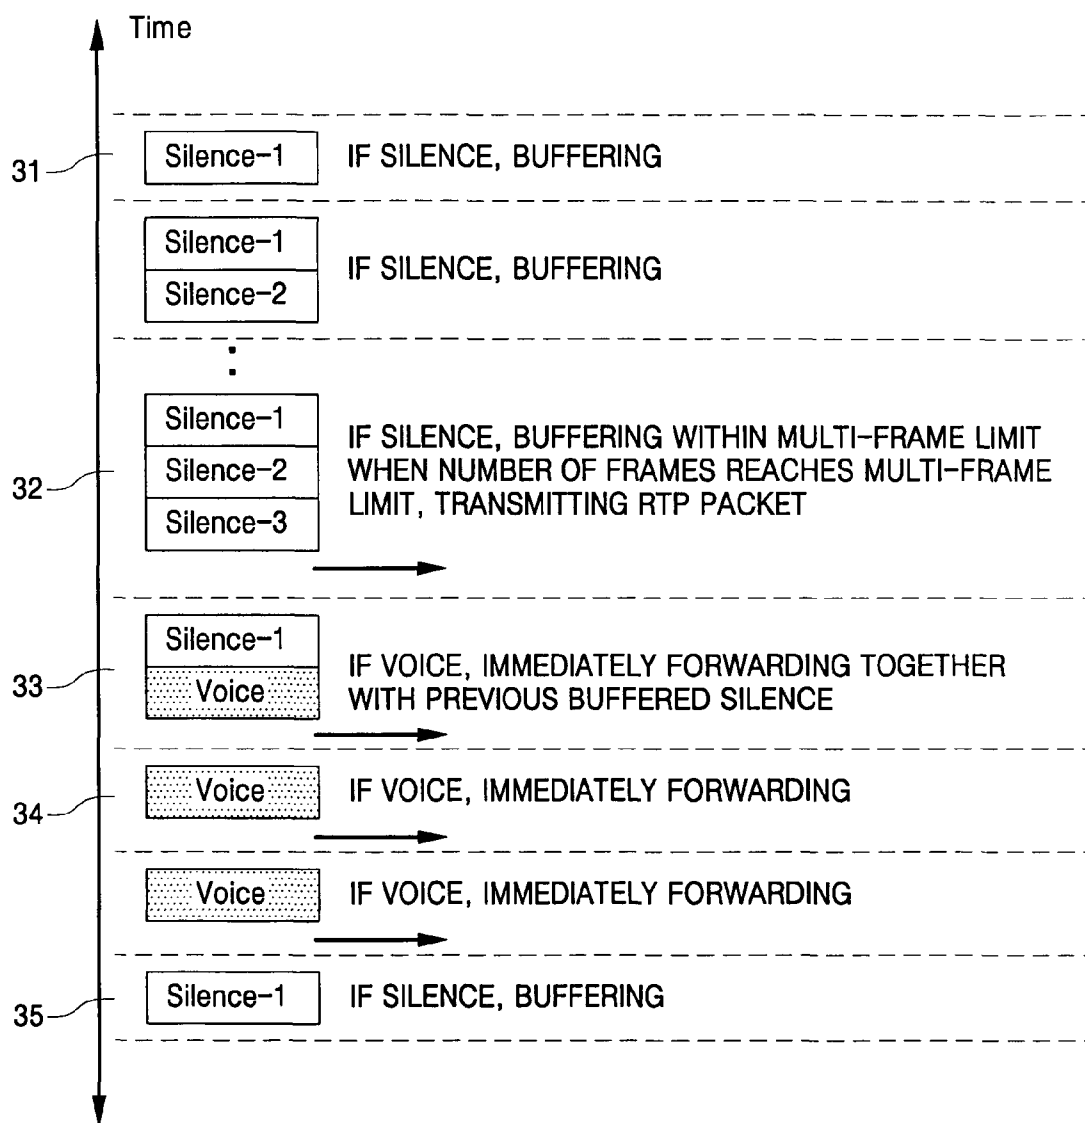 Time
31
Silence-1
IF SILENCE, BUFFERING
Silence-1
Silence-2
IF SILENCE, BUFFERING
:
32
Silence-1
Silence-2
Silence-3
IF SILENCE, BUFFERING WITHIN MULTI-FRAME LIMIT
WHEN NUMBER OF FRAMES REACHES MULTI-FRAME
LIMIT, TRANSMITTING RTP PACKET
33
Silence-1
Voice
IF VOICE, IMMEDIATELY FORWARDING TOGETHER
WITH PREVIOUS BUFFERED SILENCE
34
Voice
IF VOICE, IMMEDIATELY FORWARDING
Voice
IF VOICE, IMMEDIATELY FORWARDING
35
Silence-1
IF SILENCE, BUFFERING